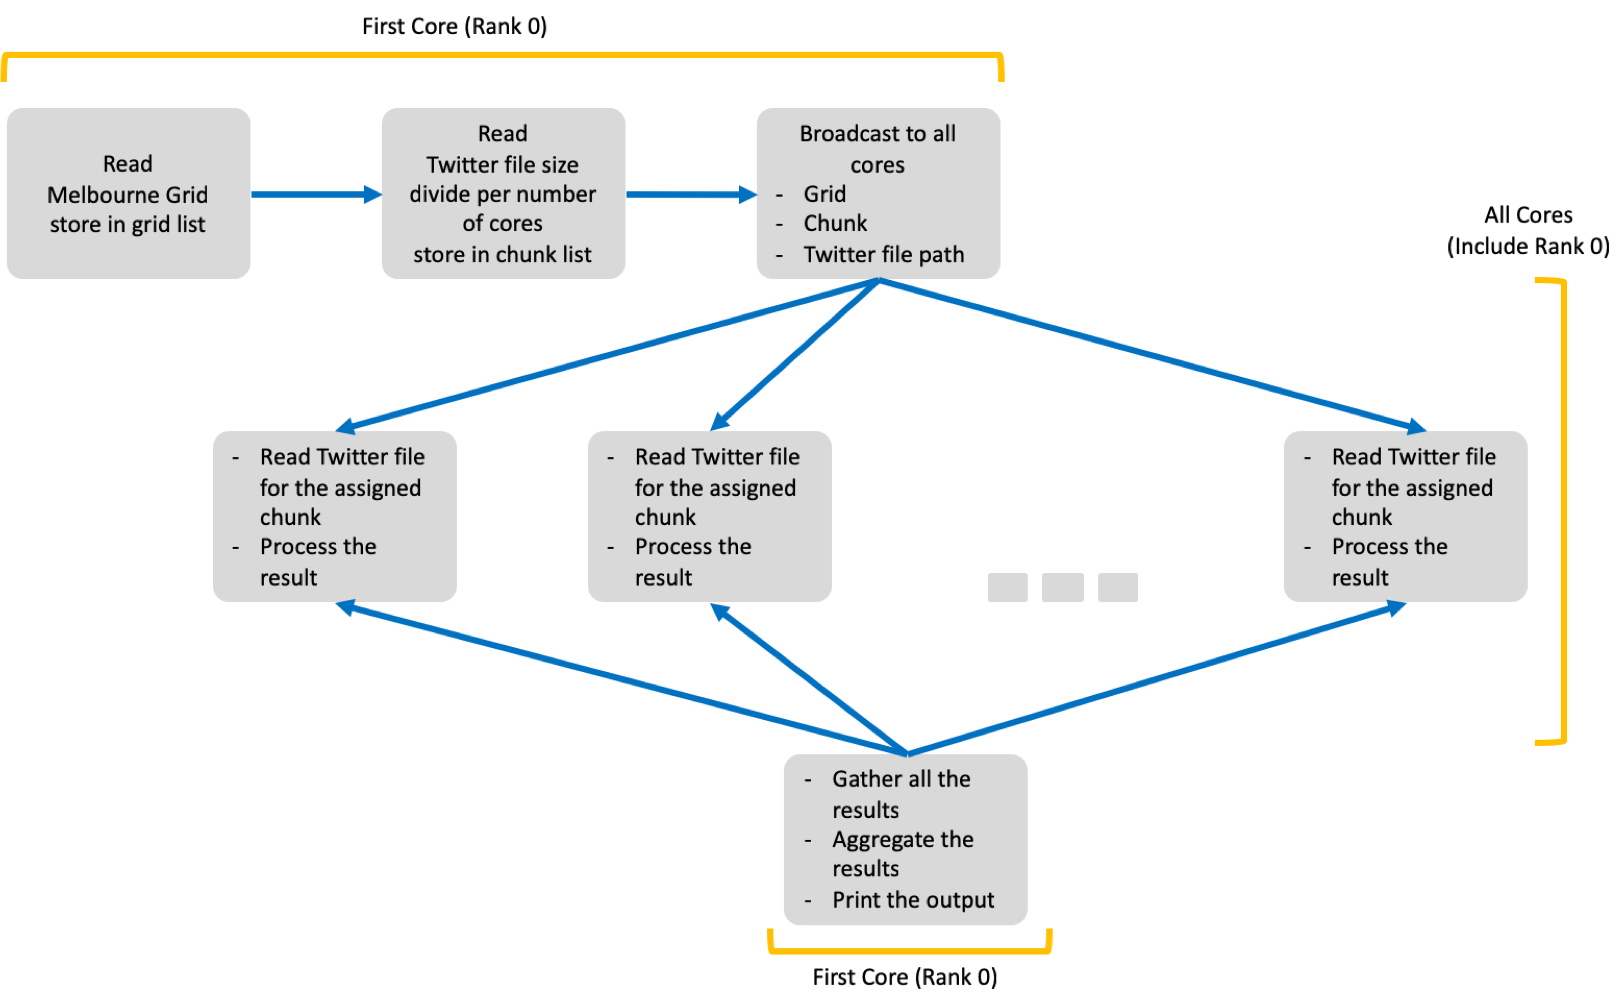 First Core (Rank 0)
Read
Melbourne Grid
store in grid list
Read
Twitter file size
divide per number
of cores
store in chunk list
Broadcast to all
cores
- Grid
- Chunk
- Twitter file path
All Cores
(Include Rank 0)
- Read Twitter file
for the assigned
chunk
- Process the
result
- Read Twitter file
for the assigned
chunk
- Process the
result
- Read Twitter file
for the assigned
chunk
- Process the
result
- Gather all the
results
- Aggregate the
results
- Print the output
First Core (Rank 0)